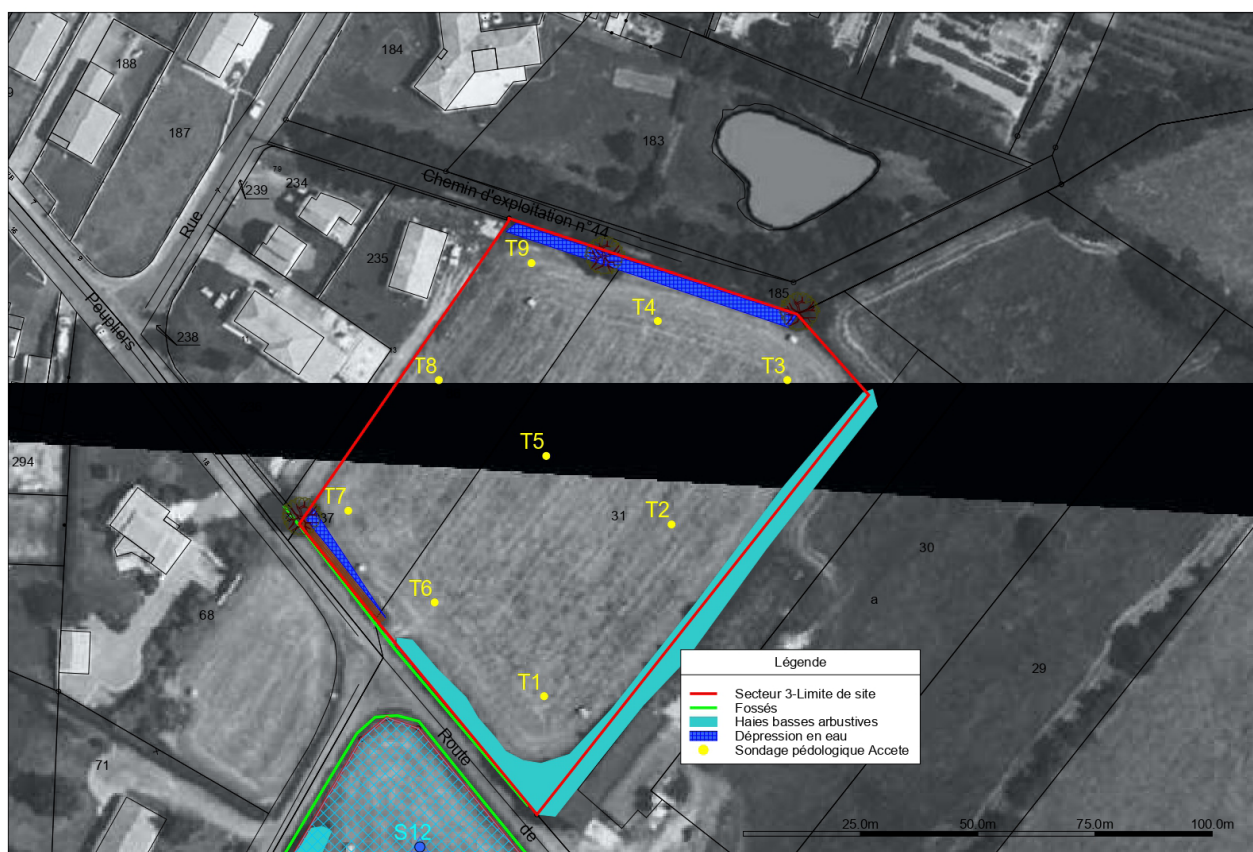 184
188
187
183
Chemin d'exploitation n°44
79
234
239
Rue
235
T9
185
T4
Peupliers
238
T8
T3
T5
294
T7
37
31
T2
30
T6
a
68
29
Légende
T1
Secteur 3-Limite de site
Fossés
Haies basses arbustives
Dépression en eau
Sondage pédologique Accete
Route
de
71
S12
25.0m
50.0m
75.0m
100.0m